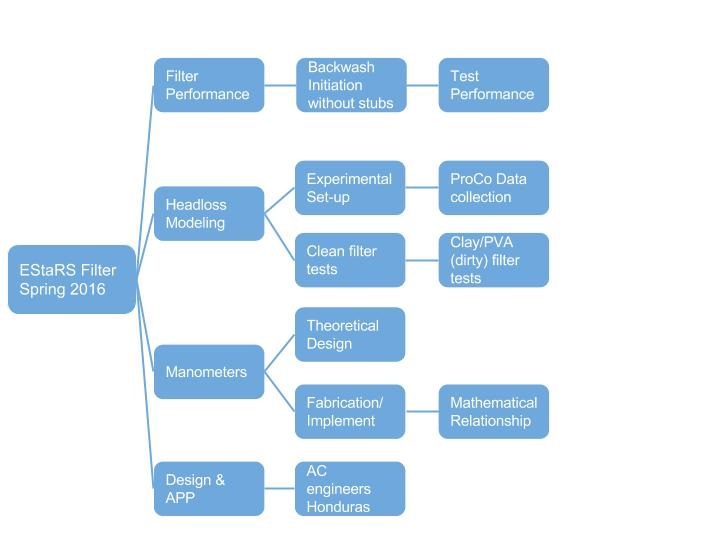 Filter
Performance
Backwash
Initiation
without stubs
Test
Performance
Headloss
Modeling
Experimental
Set-up
ProCo Data
collection
Clean filter
tests
Clay/PVA
(dirty) filter
tests
EStaRS Filter
Spring 2016
Manometers
Theoretical
Design
Fabrication/
Implement
Mathematical
Relationship
Design &
APP
AC
engineers
Honduras